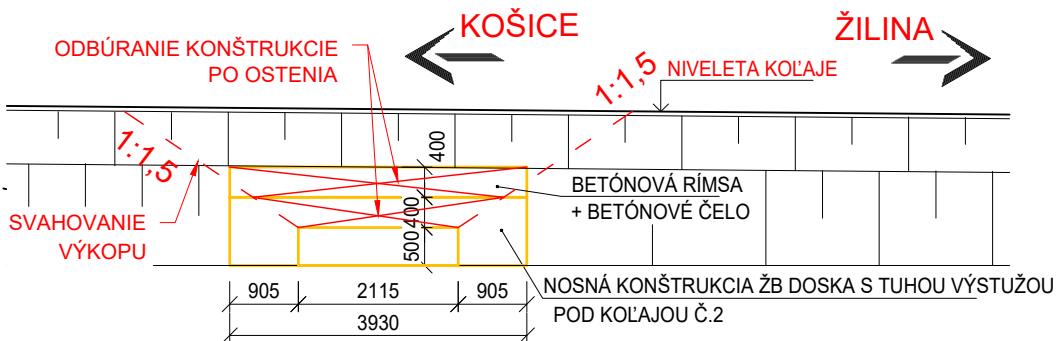 KOŠICE
ŽILINA
ODBÚRANIE KONŠTRUKCIE
PO OSTENIA
NIVELETA KOĽAJE
1:1,5
1:1,5
400
BETÓNOVÁ RÍMSA
+ BETÓNOVÉ ČELO
SVAHOVANIE
VÝKOPU
400
500
NOSNÁ KONŠTRUKCIA ŽB DOSKA S TUHOU VÝSTUŽOU
POD KOĽAJOU Č.2
905
2115
905
3930